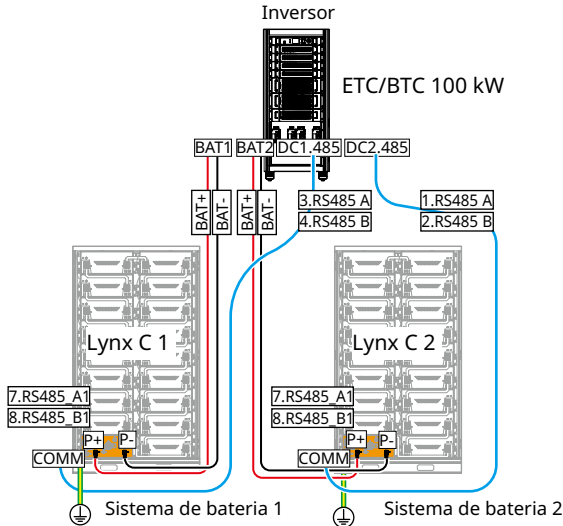 Inversor
ETC/BTC 100 kW
BAT1
BAT2
DC1.485
DC2.485
BAT+
BAT-
BAT+
BAT-
3.RS485 A
4.RS485 B
1.RS485 A
2.RS485 B
Lynx C 1
Lynx C 2
7.RS485_A1
8.RS485_B1
7.RS485_A1
8.RS485_B1
P+
P-
P+
P-
COMM
COMM
Sistema de bateria 1
Sistema de bateria 2